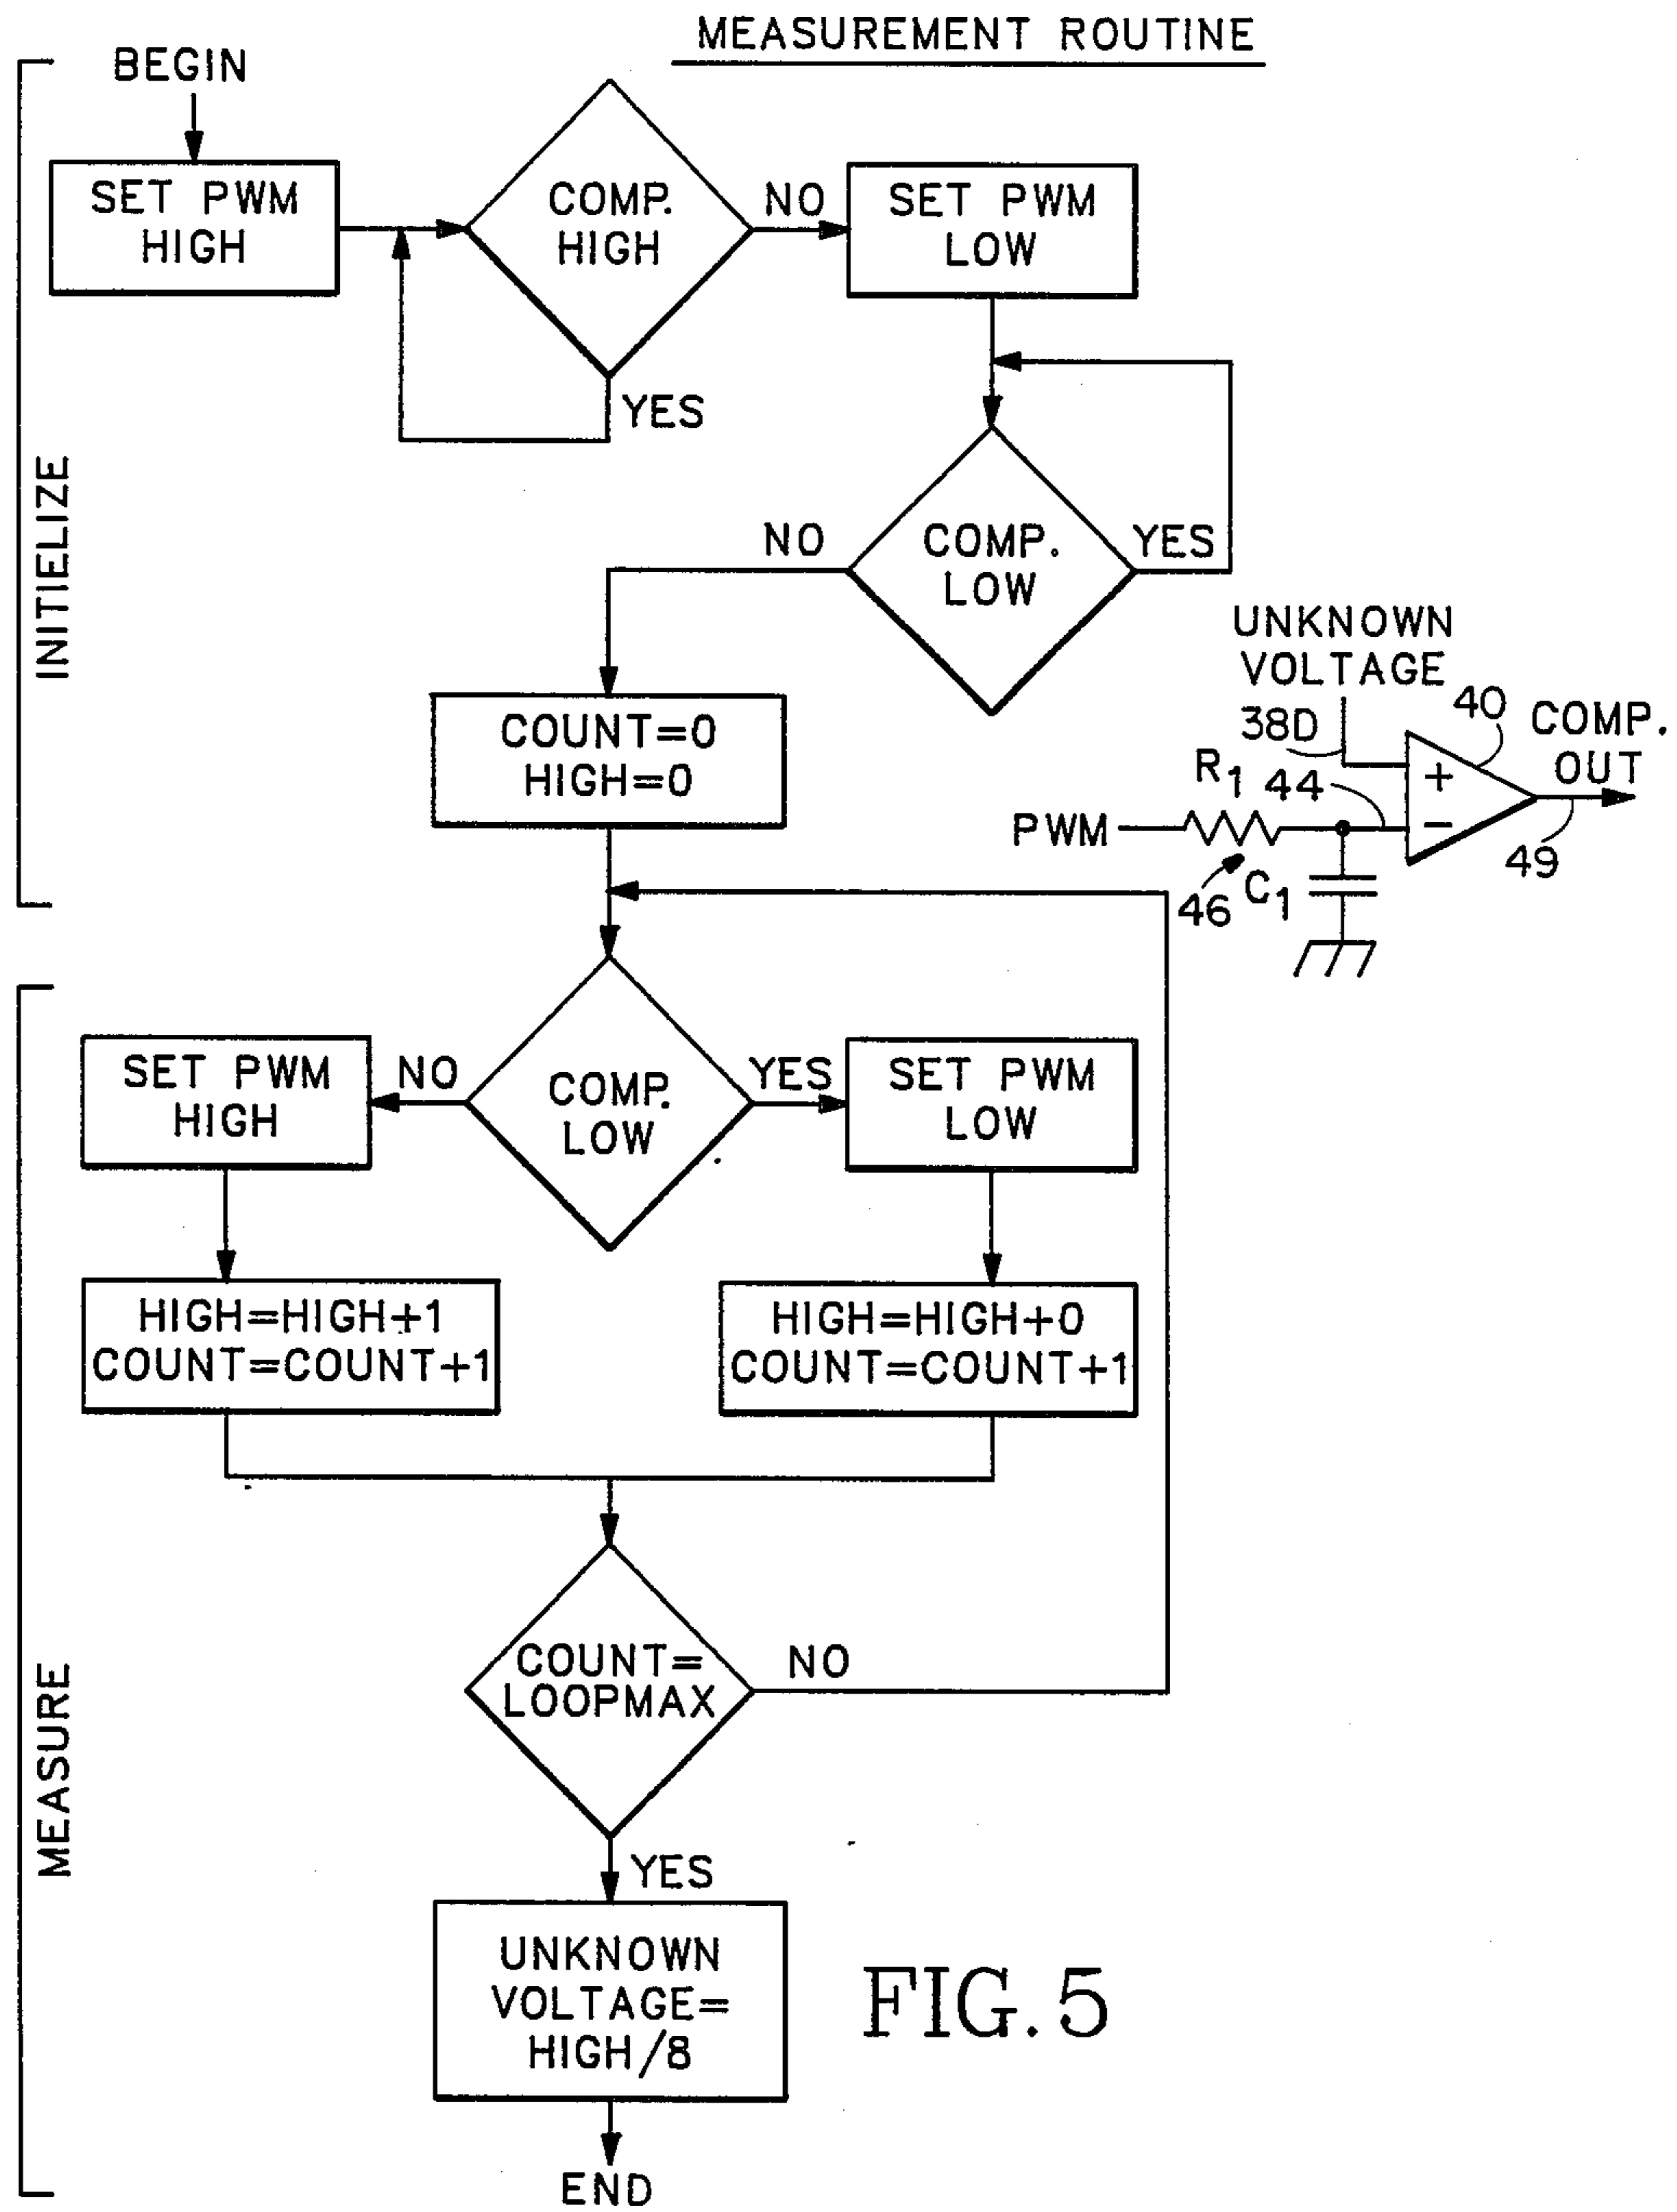 MEASUREMENT ROUTINE
BEGIN
SET PWM
HIGH
COMP.
HIGH
NO
SET PWM
LOW
YES
INITIELIZE
NO
COMP.
LOW
YES
COUNT=0
HIGH=0
UNKNOWN
VOLTAGE
38D
40
COMP.
OUT
R1
44
PWM
+
−
49
46
C1
SET PWM
HIGH
NO
COMP.
LOW
YES
SET PWM
LOW
HIGH=HIGH+1
COUNT=COUNT+1
HIGH=HIGH+0
COUNT=COUNT+1
MEASURE
COUNT=
LOOPMAX
NO
YES
UNKNOWN
VOLTAGE=
HIGH/8
FIG. 5
END